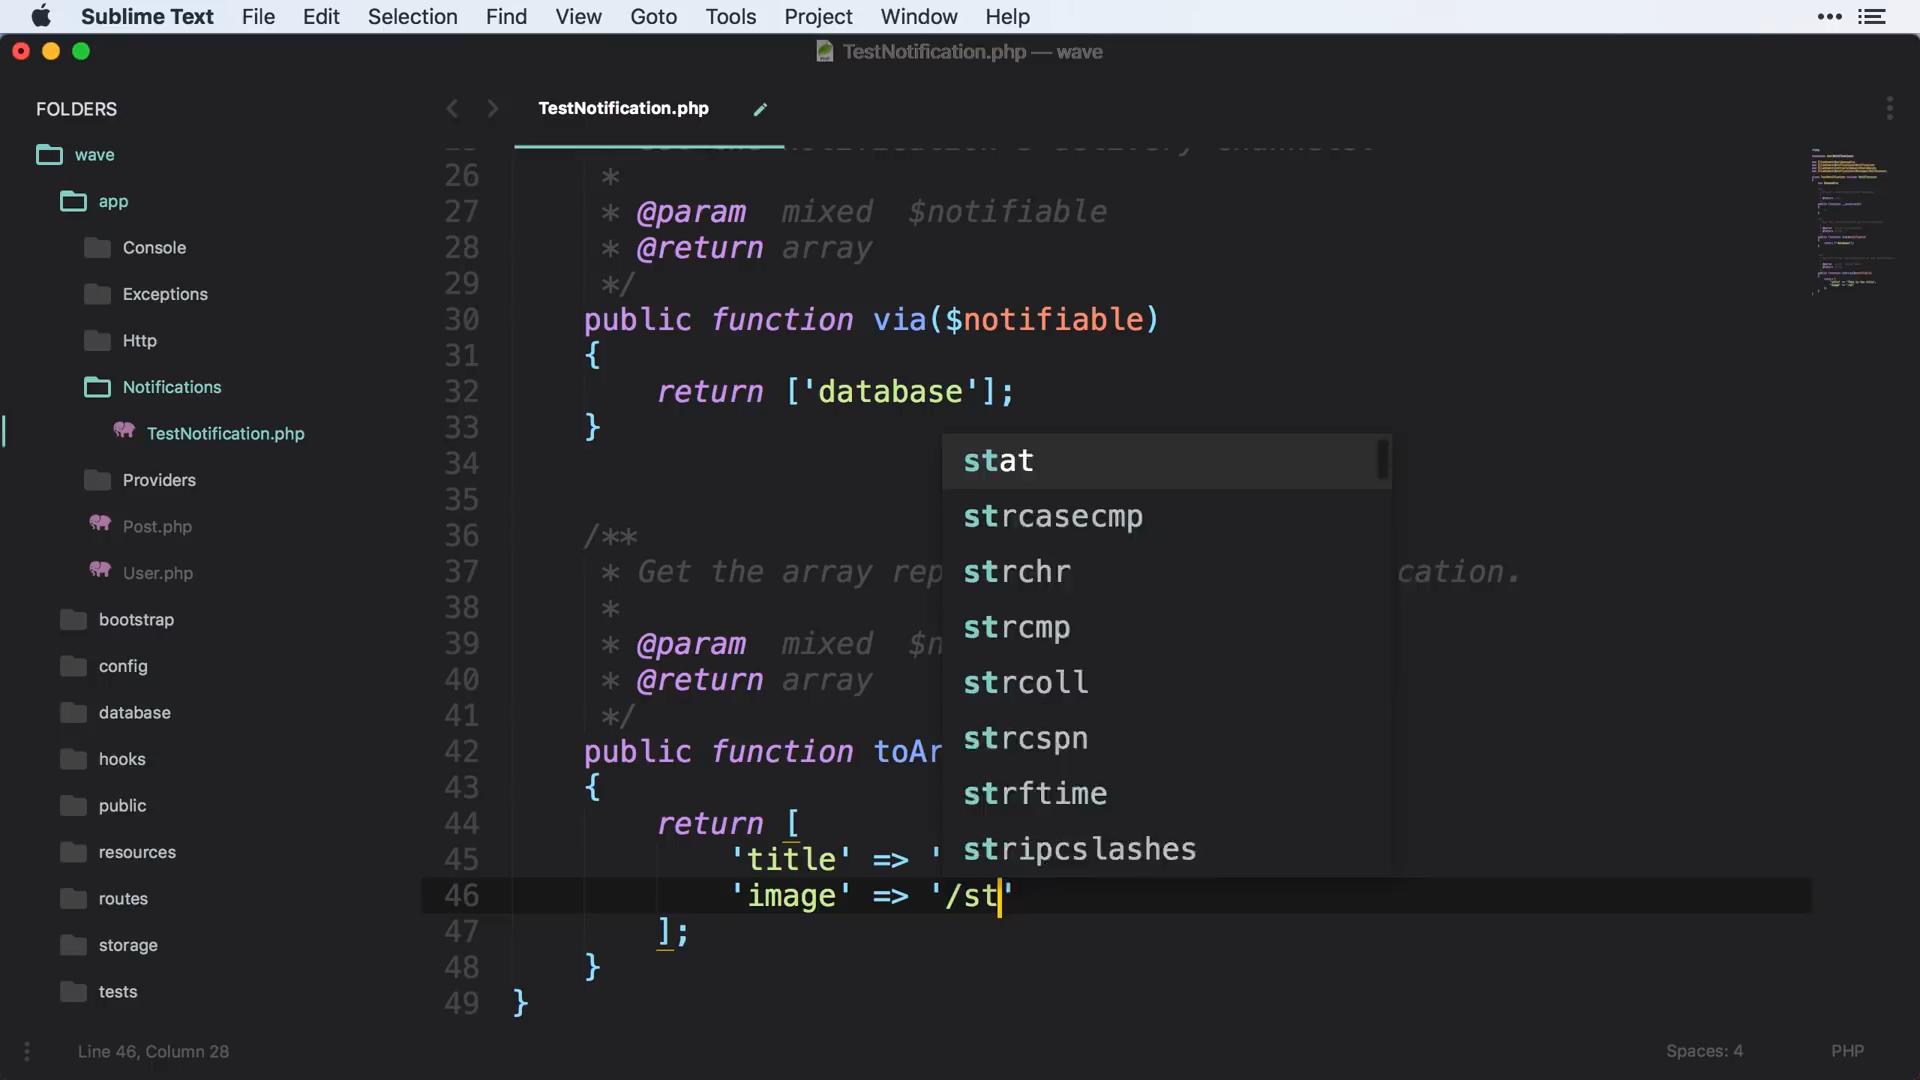 Sublime Text File Edit Selection Find View Goto Tools Project Window Help
TestNotification.php — wave
FOLDERS
wave
app
Console
Exceptions
Http
Notifications
TestNotification.php
Providers
Post.php
User.php
bootstrap
config
database
hooks
public
resources
routes
storage
tests
TestNotification.php
26 *
27 * @param mixed $notifiable
28 * @return array
29 */
30 public function via($notifiable)
31 {
32 return ['database'];
33 }
34
35
36 /**
37 * Get the array rep cation.
38 *
39 * @param mixed $n
40 * @return array
41 */
42 public function toAr
43 {
44 return [
45 'title' => '
46 'image' => '/st'
47 ];
48 }
49 }
stat
strcasecmp
strchr
strcmp
strcoll
strcspn
strftime
stripcslashes
Line 46, Column 28
Spaces: 4
PHP